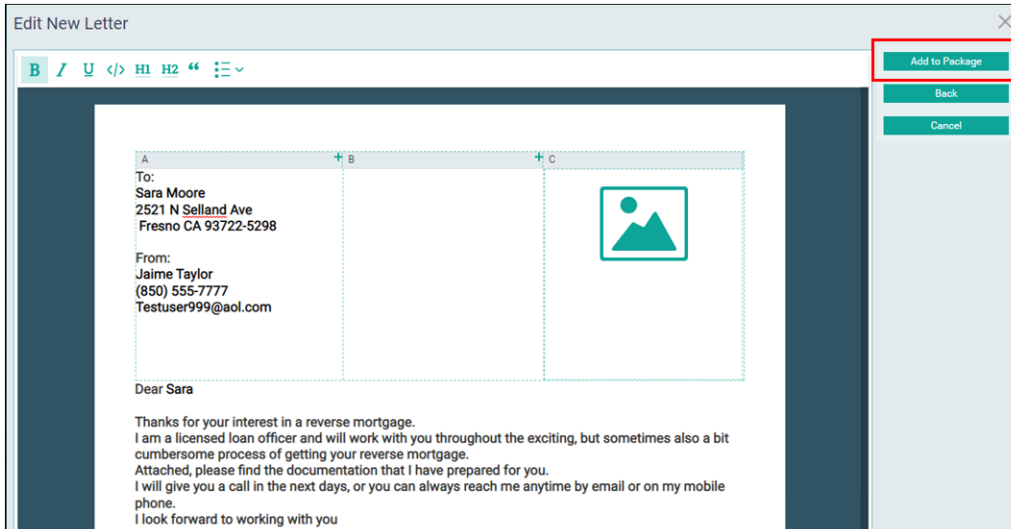 Edit New Letter
B I U </> H1 H2 “
Add to Package
Back
Cancel
A B C
To:
Sara Moore
2521 N Selland Ave
Fresno CA 93722-5298
From:
Jaime Taylor
(850) 555-7777
Testuser999@aol.com
Dear Sara
Thanks for your interest in a reverse mortgage.
I am a licensed loan officer and will work with you throughout the exciting, but sometimes also a bit
cumbersome process of getting your reverse mortgage.
Attached, please find the documentation that I have prepared for you.
I will give you a call in the next days, or you can always reach me anytime by email or on my mobile
phone.
I look forward to working with you